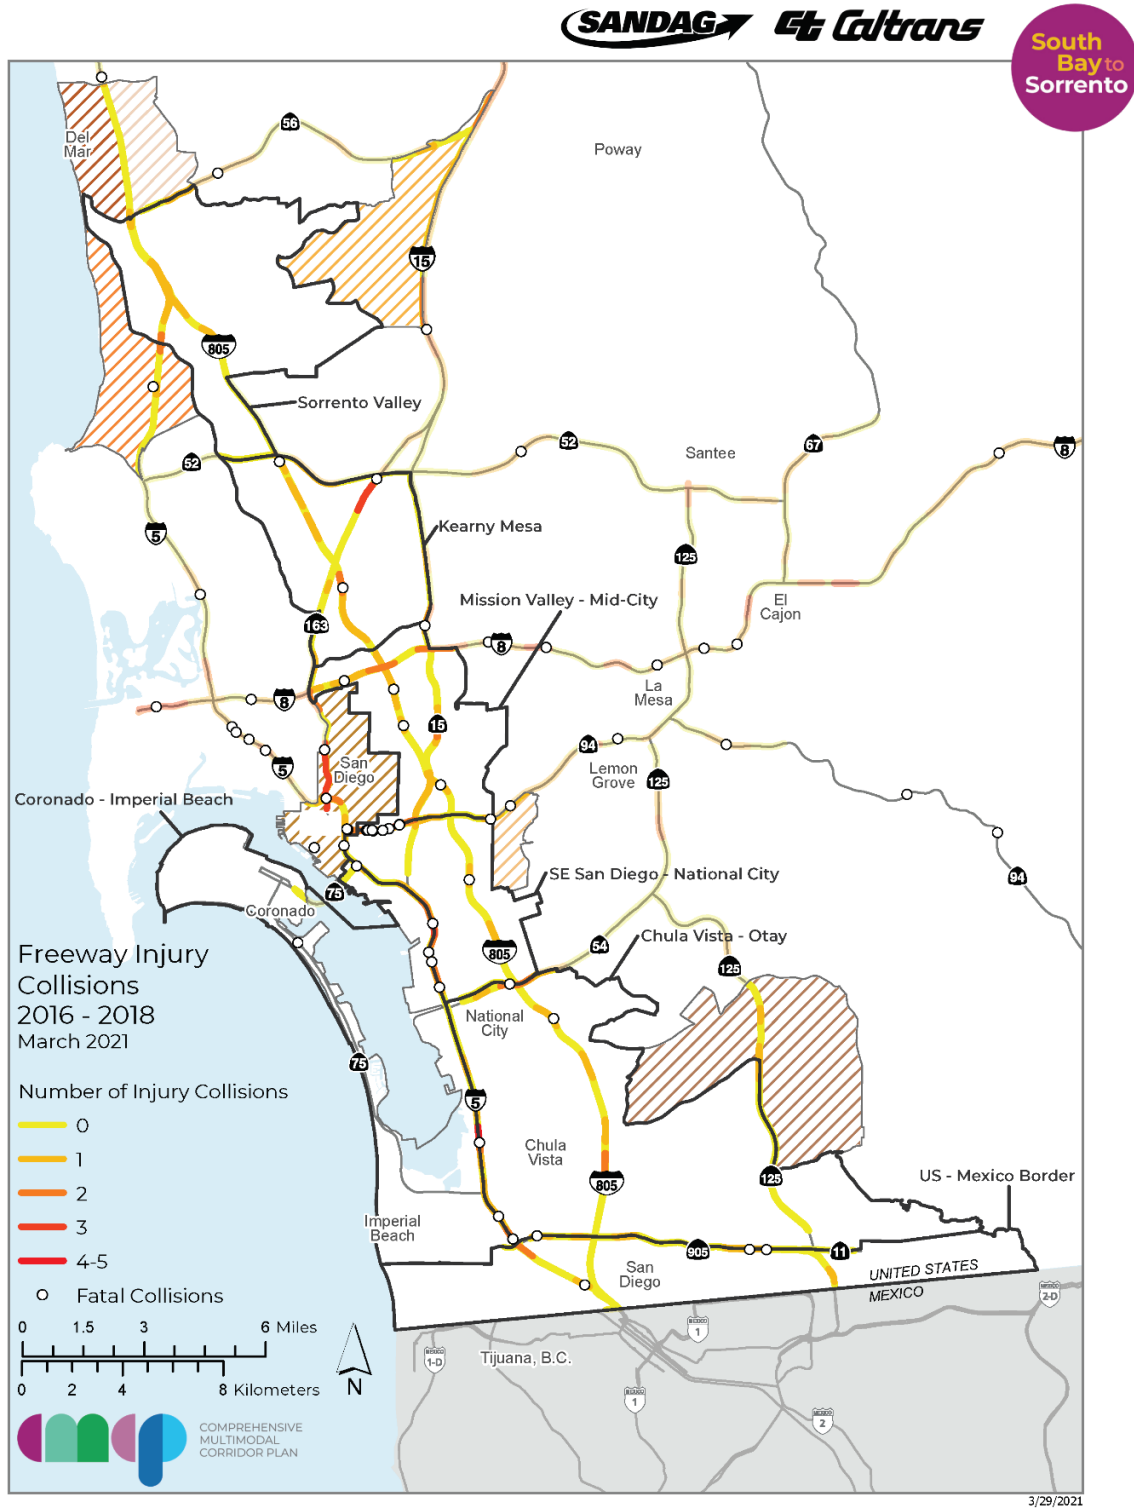 SANDAG
Caltrans
South
Bay to
Sorrento
Del
Mar
56
Poway
15
805
Sorrento Valley
52
52
67
8
Santee
5
Kearny Mesa
125
Mission Valley - Mid-City
El
Cajon
163
8
La
Mesa
8
15
94
5
San
Diego
Lemon
Grove
125
Coronado - Imperial Beach
94
SE San Diego - National City
75
Coronado
Chula Vista - Otay
54
805
125
Freeway Injury
Collisions
2016 - 2018
March 2021
National
City
75
Number of Injury Collisions
0
1
2
3
4-5
Fatal Collisions
5
Chula
Vista
805
125
US - Mexico Border
Imperial
Beach
905
11
San
Diego
UNITED STATES
MEXICO
MEXICO
2-D
0 1.5 3 6 Miles
0 2 4 8 Kilometers
N
MEXICO
1
MEXICO
1-D
Tijuana, B.C.
MEXICO
1
MEXICO
2
COMPREHENSIVE
MULTIMODAL
CORRIDOR PLAN
3/29/2021